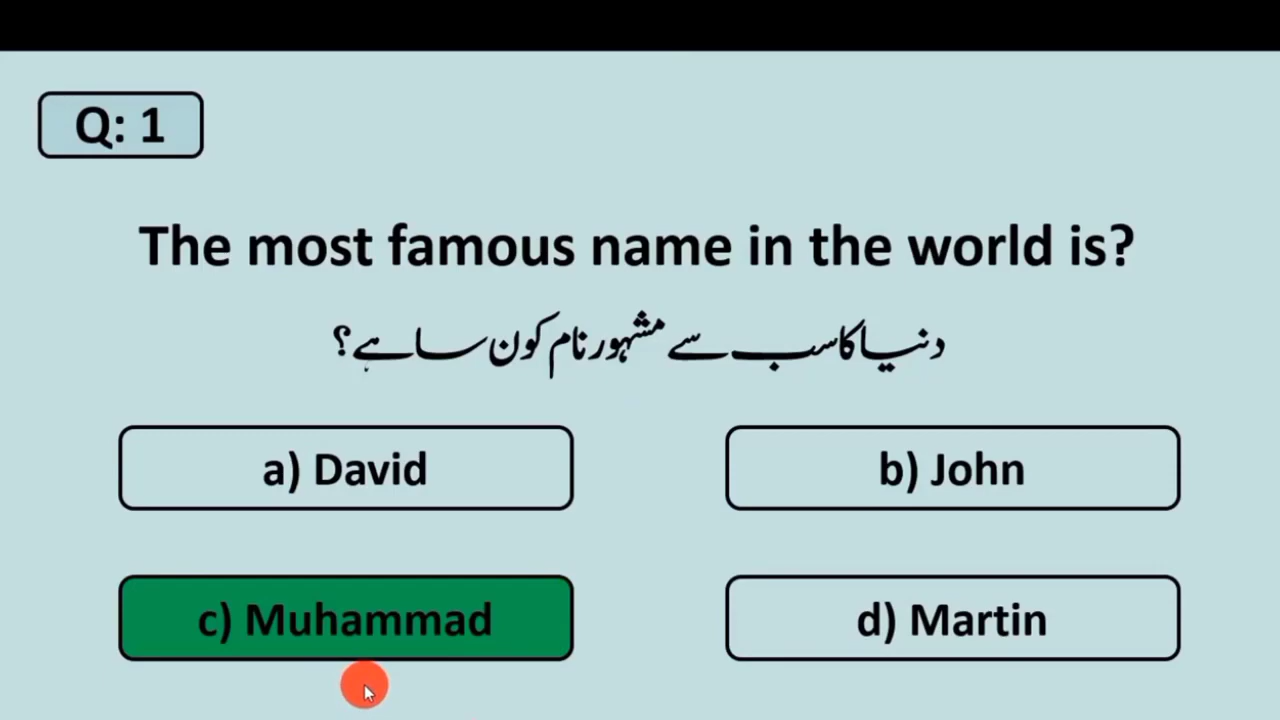 Q: 1
The most famous name in the world is?
دنیا کا سب سے مشہور نام کون سا ہے؟
a) David
b) John
c) Muhammad
d) Martin